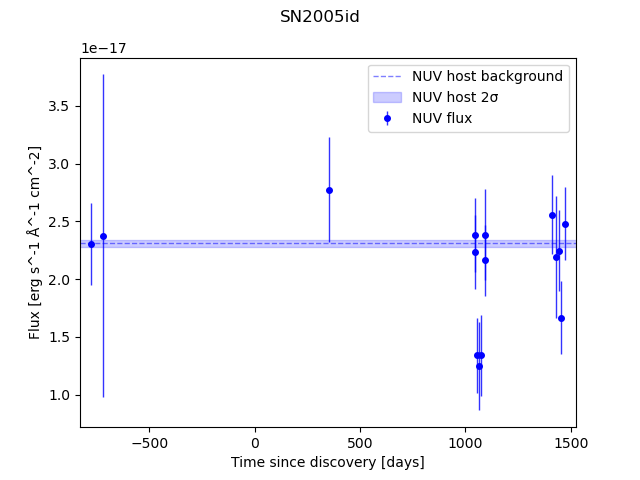 SN2005id
1e−17
NUV host background
NUV host 2σ
NUV flux
3.5
3.0
2.5
2.0
1.5
1.0
Flux [erg s^-1 Å^-1 cm^-2]
−500
0
500
1000
1500
Time since discovery [days]